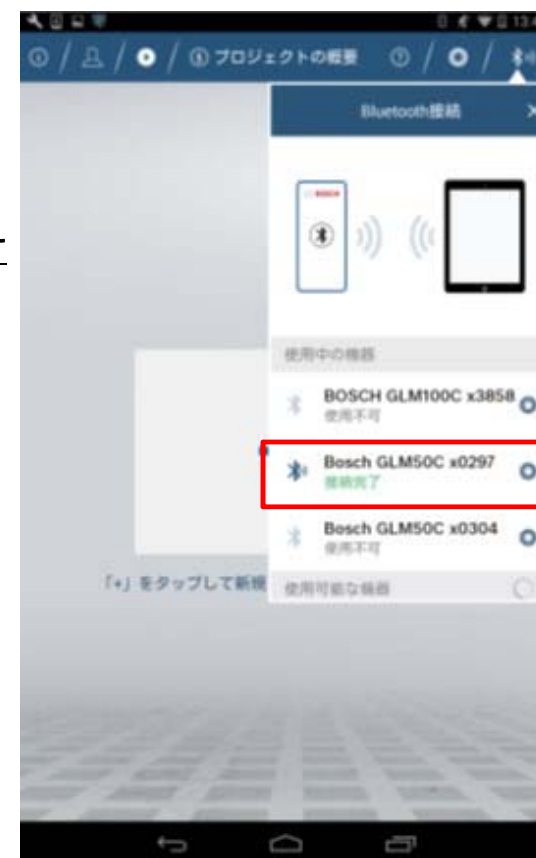 13:4
プロジェクトの概要
Bluetooth接続
BOSCH
使用中の機器
BOSCH GLM100C x3858
使用不可
Bosch GLM50C x0297
接続完了
Bosch GLM50C x0304
使用不可
「+」をタップして新規
使用可能な機器